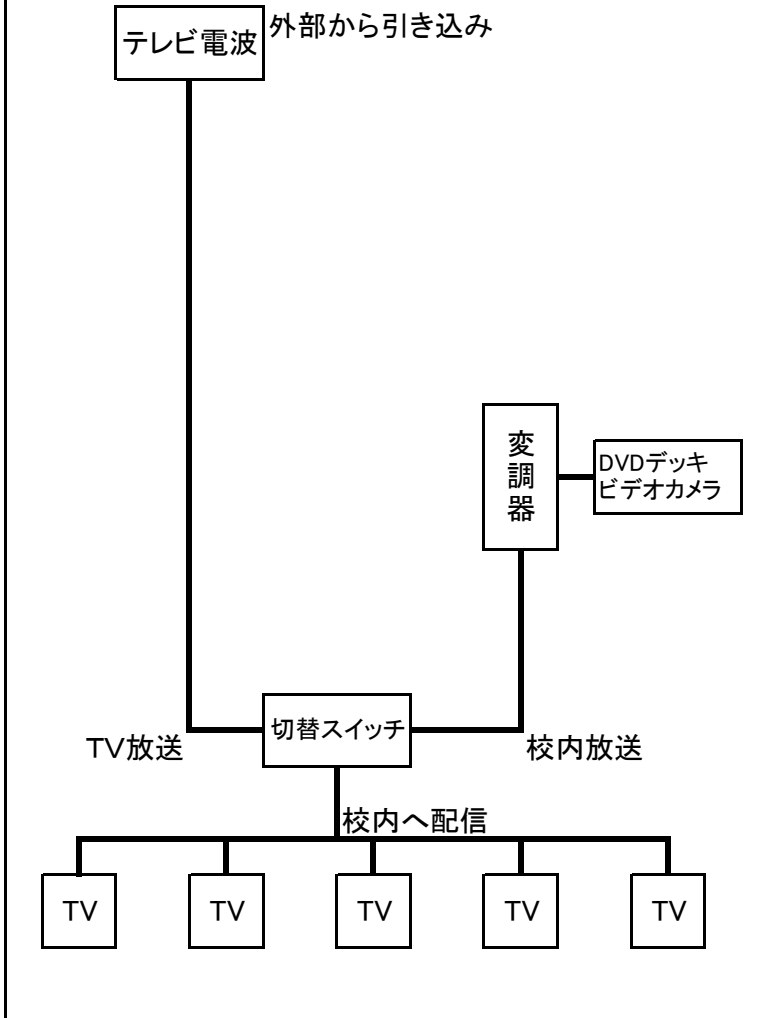 テレビ電波
外部から引き込み
変調器
DVDデッキ
ビデオカメラ
切替スイッチ
TV放送
校内放送
校内へ配信
TV
TV
TV
TV
TV